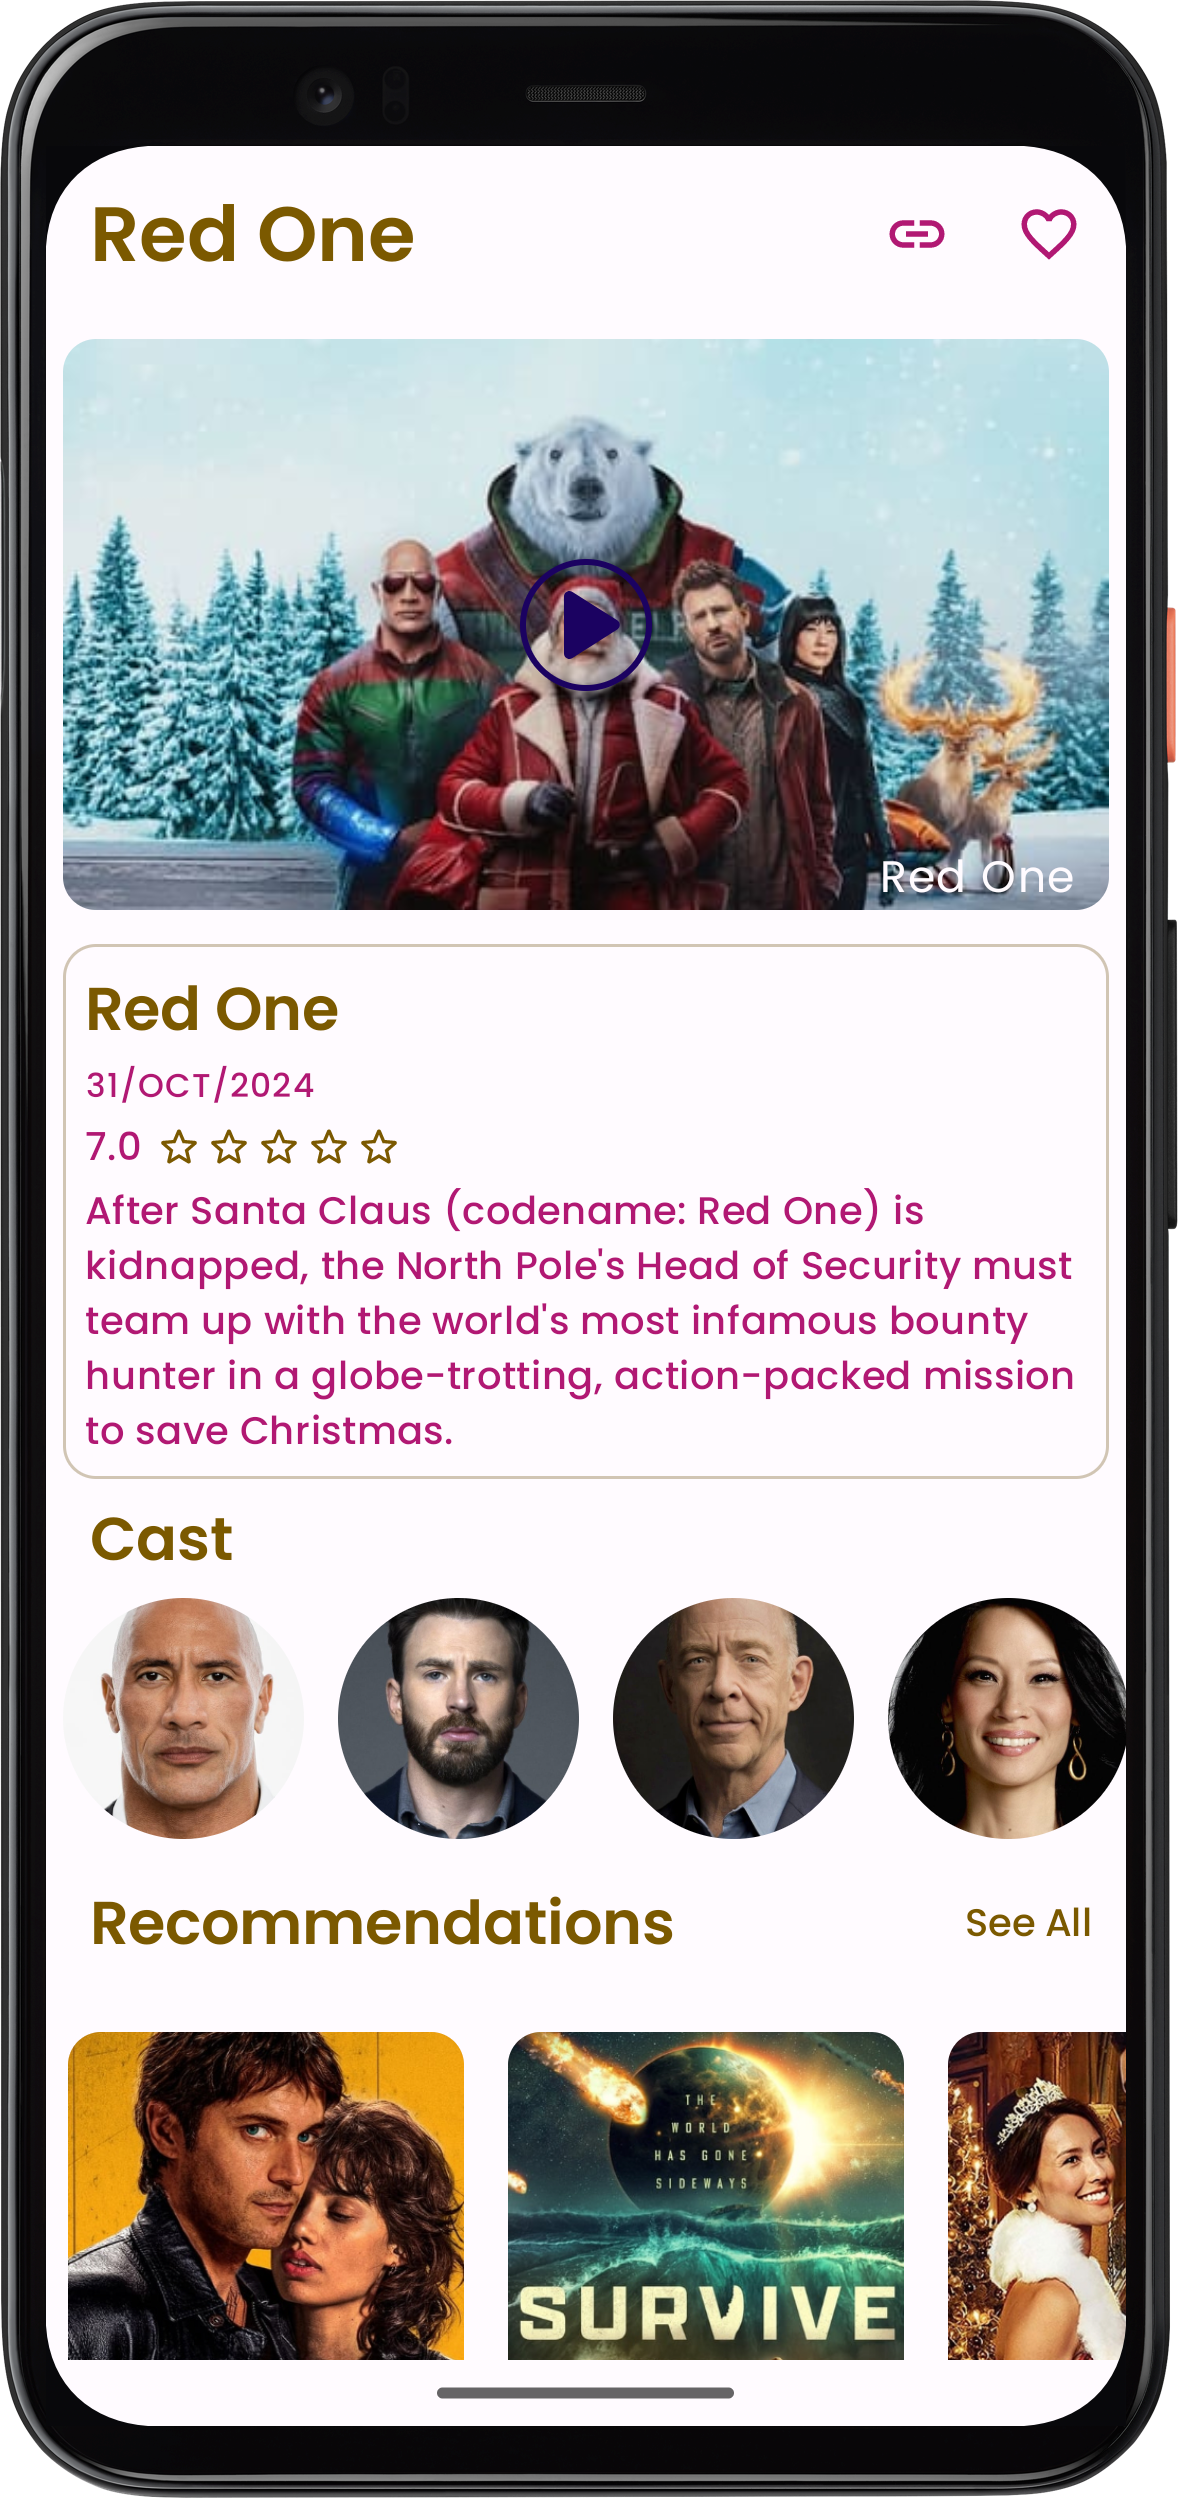 Red One
ELF
Red One
Red One
31/OCT/2024
7.0
After Santa Claus (codename: Red One) is
kidnapped, the North Pole's Head of Security must
team up with the world's most infamous bounty
hunter in a globe-trotting, action-packed mission
to save Christmas.
Cast
Recommendations
See All
THE
WORLD
HAS GONE
SIDEWAYS
SURVIVE